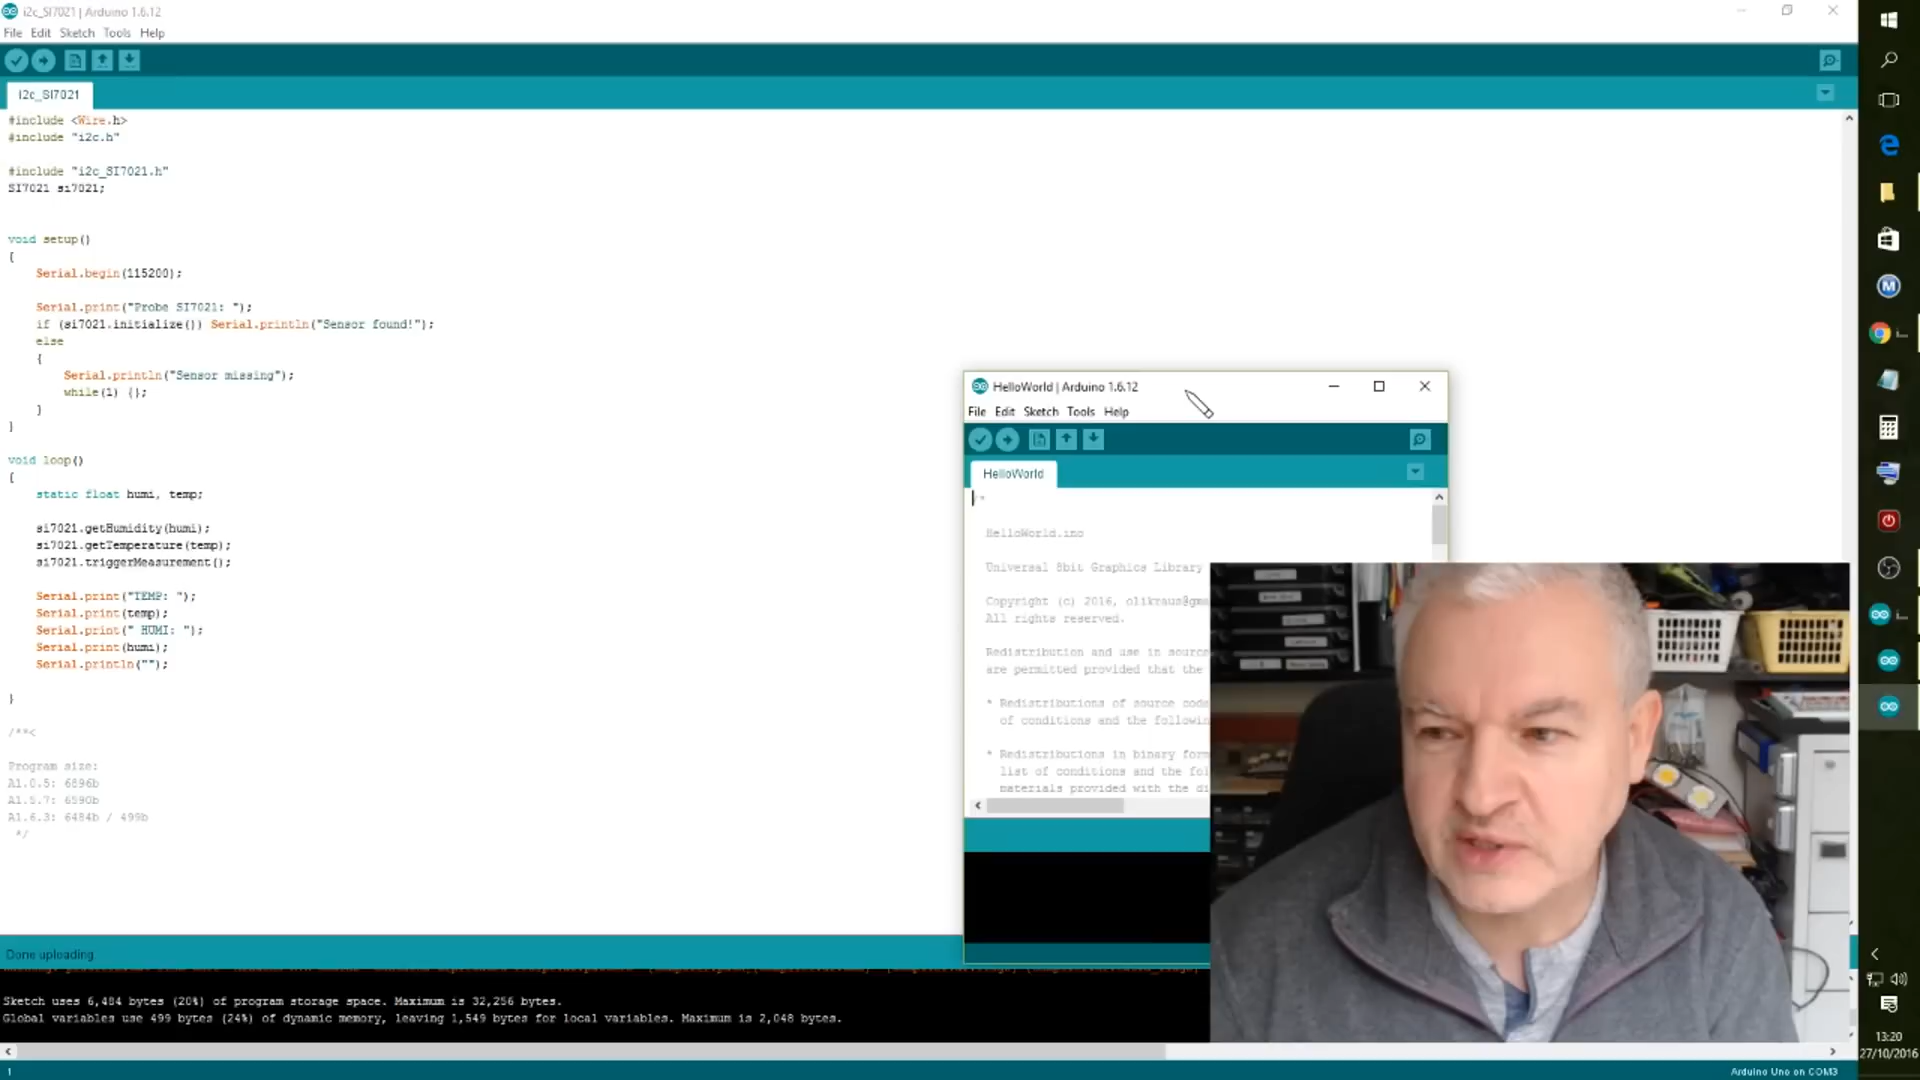 i2c_SI7021 | Arduino 1.6.12
File Edit Sketch Tools Help
i2c_SI7021
#include <Wire.h>
#include "i2c.h"
#include "i2c_SI7021.h"
SI7021 si7021;
void setup()
{
Serial.begin(115200);
Serial.print("Probe SI7021: ");
if (si7021.initialize()) Serial.println("Sensor found!");
else
{
Serial.println("Sensor missing");
while(1) {};
}
}
void loop()
{
static float humi, temp;
si7021.getHumidity(humi);
si7021.getTemperature(temp);
si7021.triggerMeasurement();
Serial.print("TEMP: ");
Serial.print(temp);
Serial.print(" HUMI: ");
Serial.print(humi);
Serial.println("");
}
/**<
Program size:
A1.0.5: 6896b
A1.5.7: 6590b
A1.6.3: 6484b / 499b
*/
Done uploading
Sketch uses 6,484 bytes (20%) of program storage space. Maximum is 32,256 bytes.
Global variables use 499 bytes (24%) of dynamic memory, leaving 1,549 bytes for local variables. Maximum is 2,048 bytes.
1
Arduino Uno on COM3
HelloWorld | Arduino 1.6.12
File Edit Sketch Tools Help
HelloWorld
/*
HelloWorld.ino
Universal 8bit Graphics Library
Copyright (c) 2016, olikraus@gm
All rights reserved.
Redistribution and use in source
are permitted provided that the
* Redistributions of source code
of conditions and the followin
* Redistributions in binary form
list of conditions and the fol
materials provided with the di
13:20
27/10/2016